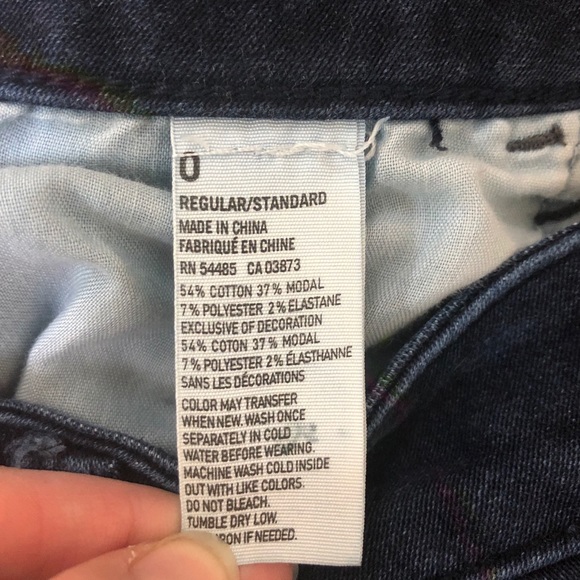 0
REGULAR/STANDARD
MADE IN CHINA
FABRIQUÉ EN CHINE
RN 54485 CA 03873
54% COTTON 37% MODAL
7% POLYESTER 2% ELASTANE
EXCLUSIVE OF DECORATION
54% COTON 37% MODAL
7% POLYESTER 2% ÉLASTHANNE
SANS LES DÉCORATIONS
COLOR MAY TRANSFER
WHEN NEW. WASH ONCE
SEPARATELY IN COLD
WATER BEFORE WEARING.
MACHINE WASH COLD INSIDE
OUT WITH LIKE COLORS.
DO NOT BLEACH.
TUMBLE DRY LOW.
IRON IF NEEDED.